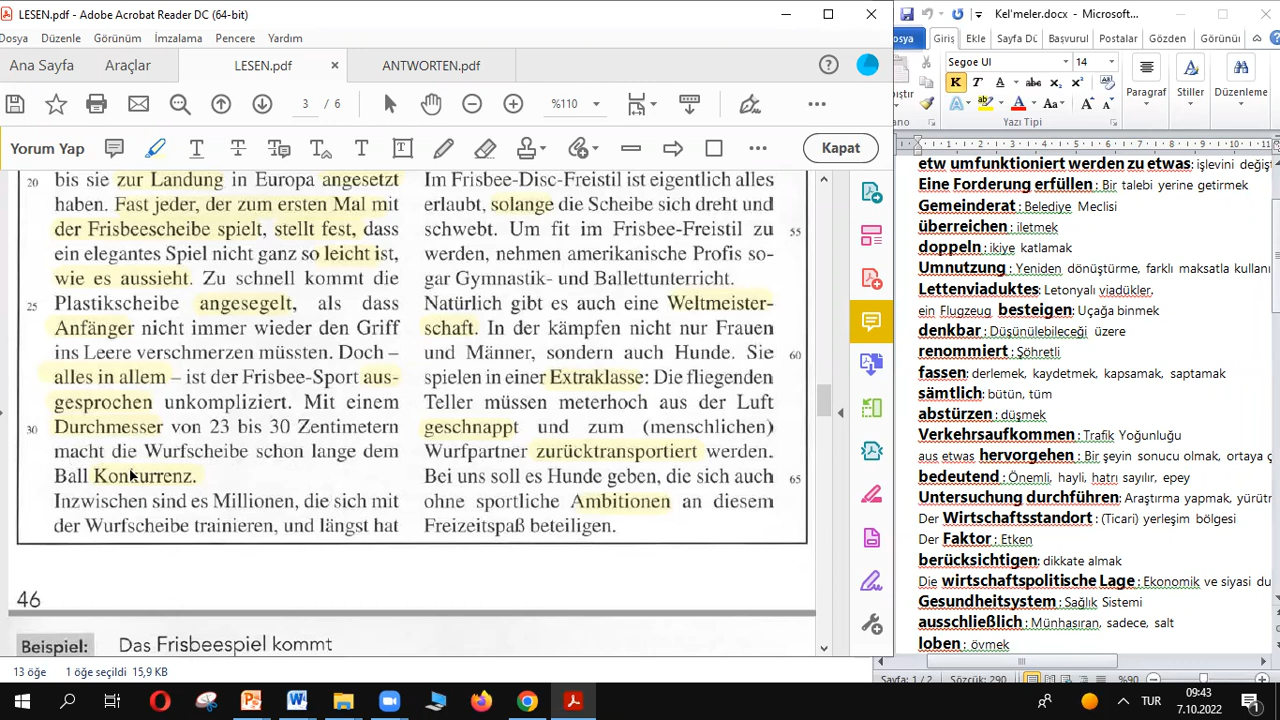 LESEN.pdf - Adobe Acrobat Reader DC (64-bit)
Dosya Düzenle Görünüm İmzalama Pencere Yardım
Ana Sayfa Araçlar LESEN.pdf × ANTWORTEN.pdf
3 / 6 %110
Yorum Yap Kapat
20 bis sie zur Landung in Europa angesetzt
haben. Fast jeder, der zum ersten Mal mit
der Frisbeescheibe spielt, stellt fest, dass
ein elegantes Spiel nicht ganz so leicht ist,
wie es aussieht. Zu schnell kommt die
25 Plastikscheibe angesegelt, als dass
Anfänger nicht immer wieder den Griff
ins Leere verschmerzen müssten. Doch –
alles in allem – ist der Frisbee-Sport aus-
gesprochen unkompliziert. Mit einem
30 Durchmesser von 23 bis 30 Zentimetern
macht die Wurfscheibe schon lange dem
Ball Konkurrenz.
Inzwischen sind es Millionen, die sich mit
der Wurfscheibe trainieren, und längst hat
Im Frisbee-Disc-Freistil ist eigentlich alles
erlaubt, solange die Scheibe sich dreht und
schwebt. Um fit im Frisbee-Freistil zu 55
werden, nehmen amerikanische Profis so-
gar Gymnastik- und Ballettunterricht.
Natürlich gibt es auch eine Weltmeister-
schaft. In der kämpfen nicht nur Frauen
und Männer, sondern auch Hunde. Sie 60
spielen in einer Extraklasse: Die fliegenden
Teller müssen meterhoch aus der Luft
geschnappt und zum (menschlichen)
Wurfpartner zurücktransportiert werden.
Bei uns soll es Hunde geben, die sich auch 65
ohne sportliche Ambitionen an diesem
Freizeitspaß beteiligen.
46
Beispiel: Das Frisbeespiel kommt
13 öğe 1 öğe seçildi 15,9 KB
Kel'meler.docx - Microsoft...
osya Giriş Ekle Sayfa Dü Başvurul Postalar Gözden Görünü
Segoe UI 14
K T A abc x₂ x²
A Aa A A
Paragraf Stiller Düzenleme
ano Yazı Tipi
etw umfunktioniert werden zu etwas: işlevini değiş
Eine Forderung erfüllen : Bir talebi yerine getirmek
Gemeinderat : Belediye Meclisi
überreichen : iletmek
doppeln : ikiye katlamak
Umnutzung : Yeniden dönüştürme, farklı maksatla kullanı
Lettenviaduktes: Letonyalı viadükler,
ein Flugzeug besteigen: Uçağa binmek
denkbar : Düşünülebileceği üzere
renommiert : Şöhretli
fassen: derlemek, kaydetmek, kapsamak, saptamak
sämtlich: bütün, tüm
abstürzen : düşmek
Verkehrsaufkommen : Trafik Yoğunluğu
aus etwas hervorgehen : Bir şeyin sonucu olmak, ortaya ç
bedeutend : Önemli, hayli, hatrı sayılır, epey
Untersuchung durchführen: Araştırma yapmak, yürütr
Der Wirtschaftsstandort : (Ticari) yerleşim bölgesi
Der Faktor : Etken
berücksichtigen: dikkate almak
Die wirtschaftspolitische Lage : Ekonomik ve siyasi du
Gesundheitsystem : Sağlık Sistemi
ausschließlich : Münhasıran, sadece, salt
loben : övmek
Sayfa: 1 / 2 Sözcük: 290 %90
TUR 09:43
7.10.2022